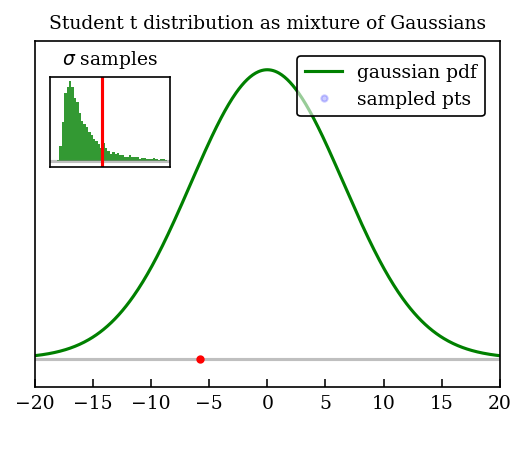 Student t distribution as mixture of Gaussians
σ samples
gaussian pdf
sampled pts
−20 −15 −10 −5 0 5 10 15 20